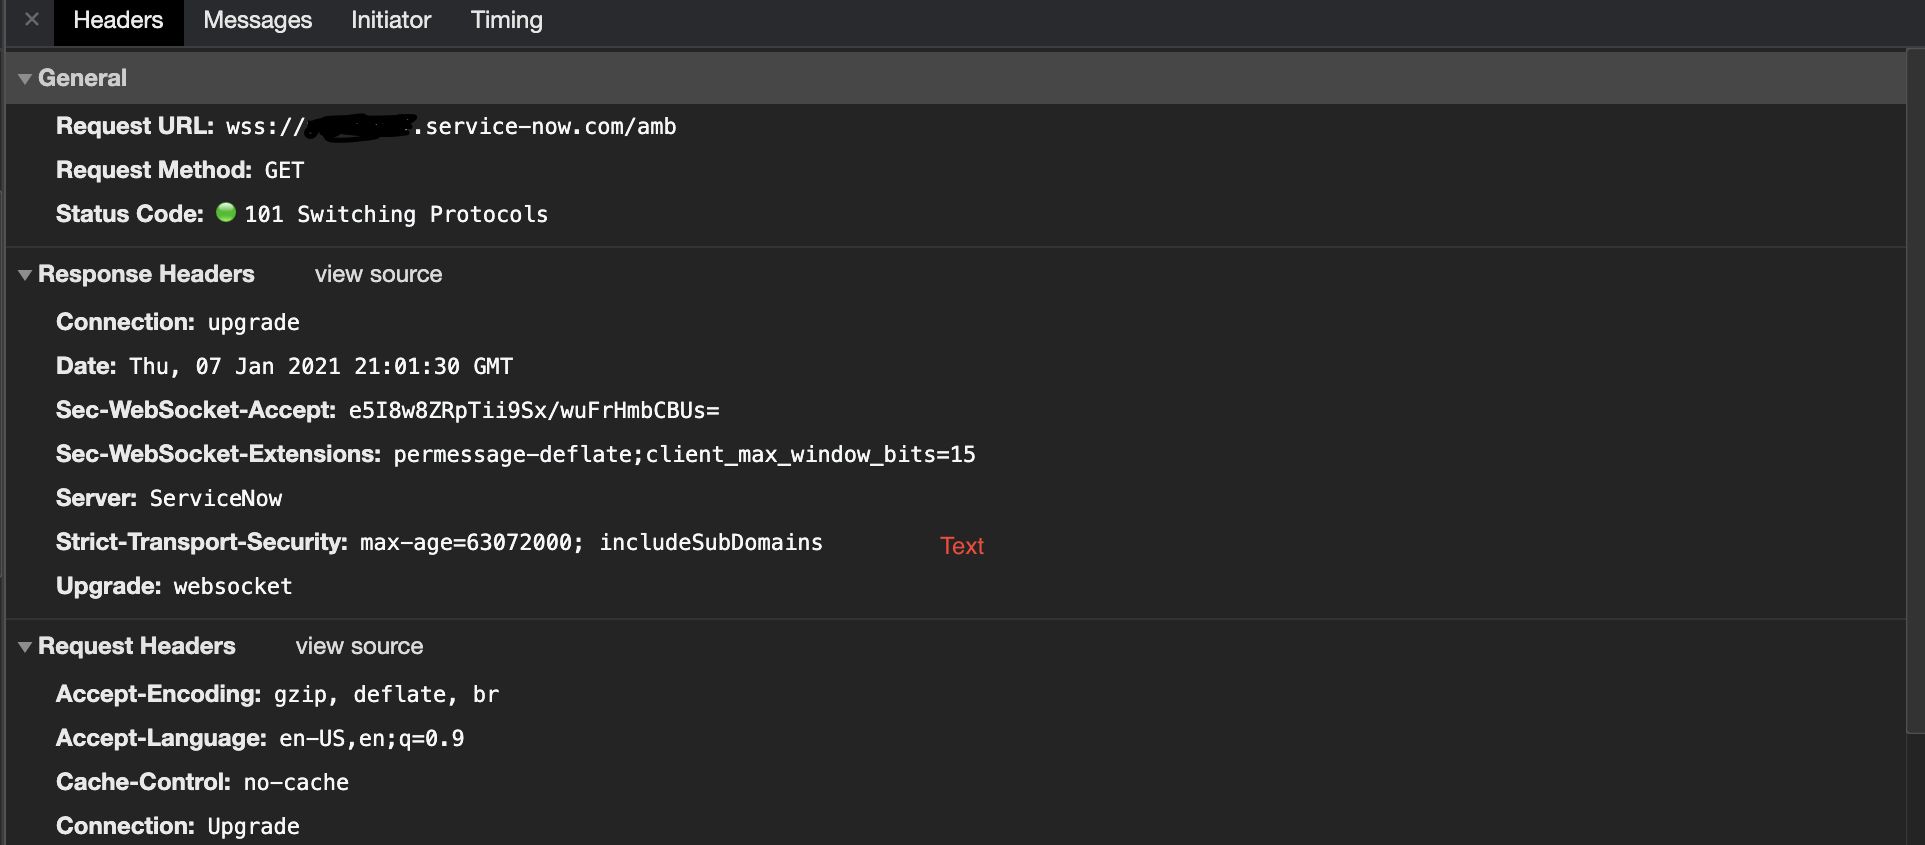 × Headers Messages Initiator Timing
General
Request URL: wss://.service-now.com/amb
Request Method: GET
Status Code: 101 Switching Protocols
Response Headers view source
Connection: upgrade
Date: Thu, 07 Jan 2021 21:01:30 GMT
Sec-WebSocket-Accept: e5I8w8ZRpTii9Sx/wuFrHmbCBUs=
Sec-WebSocket-Extensions: permessage-deflate;client_max_window_bits=15
Server: ServiceNow
Strict-Transport-Security: max-age=63072000; includeSubDomains Text
Upgrade: websocket
Request Headers view source
Accept-Encoding: gzip, deflate, br
Accept-Language: en-US,en;q=0.9
Cache-Control: no-cache
Connection: Upgrade